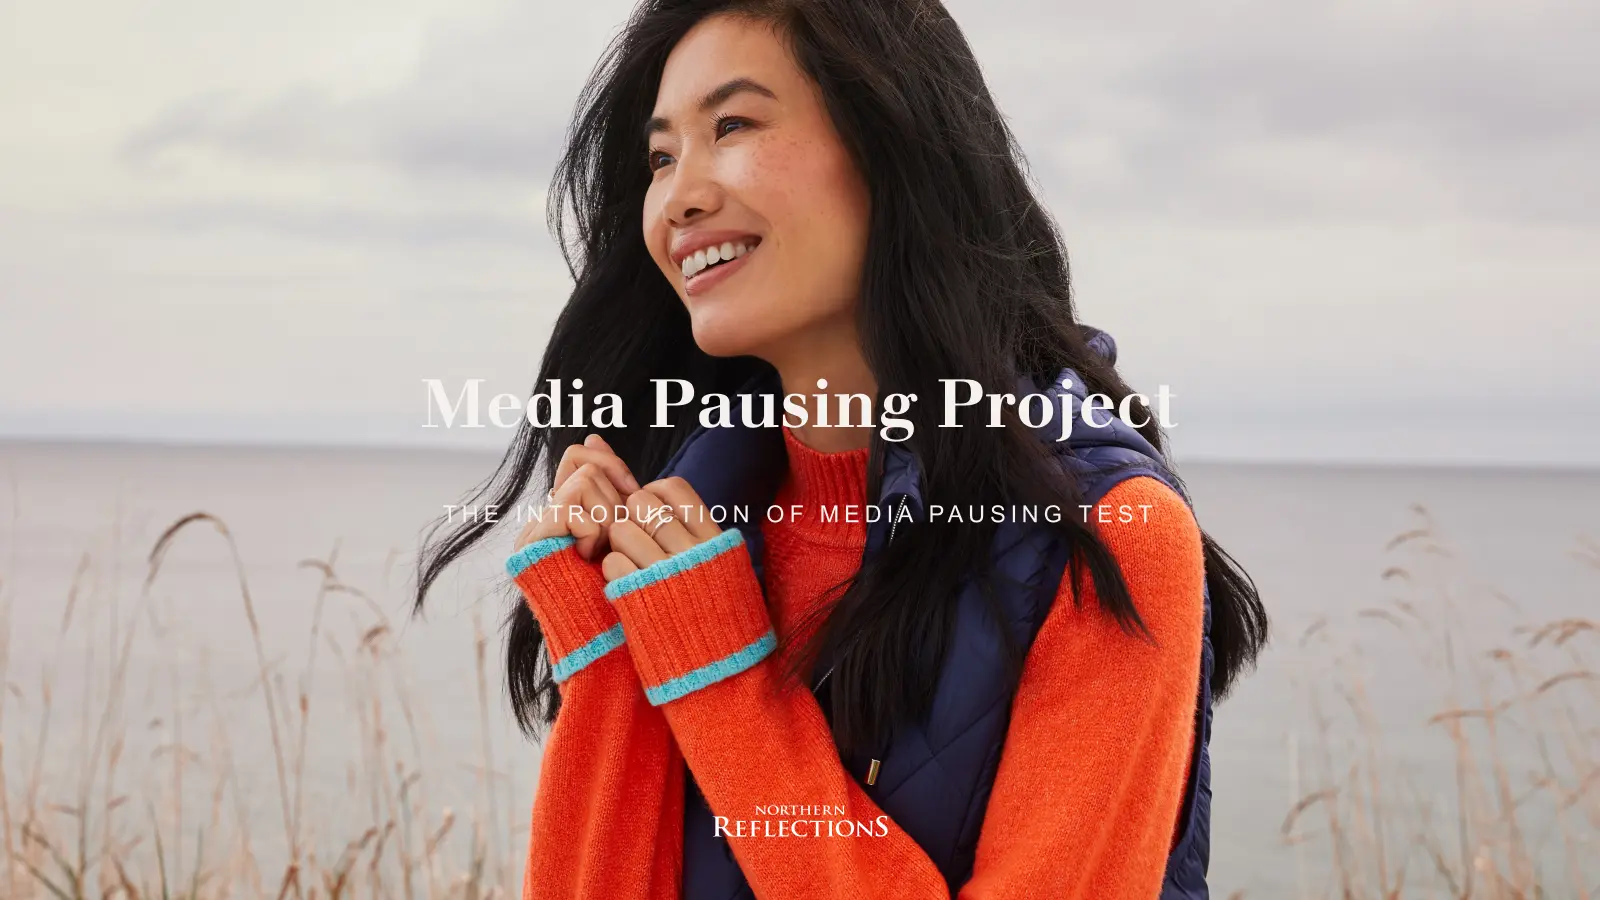 Media Pausing Project
THE INTRODUCTION OF MEDIA PAUSING TEST
NORTHERN
REFLECTIONS